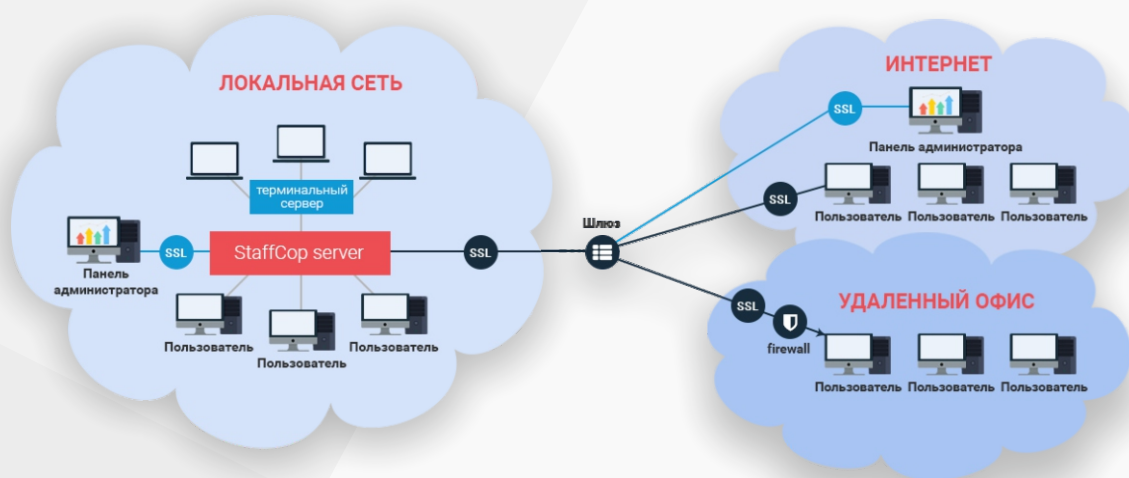 ЛОКАЛЬНАЯ СЕТЬ
терминальный
сервер
SSL
StaffCop server
SSL
Панель
администратора
Пользователь
Пользователь
Пользователь
Шлюз
ИНТЕРНЕТ
SSL
Панель администратора
SSL
Пользователь
Пользователь
Пользователь
УДАЛЕННЫЙ ОФИС
SSL
firewall
Пользователь
Пользователь
Пользователь